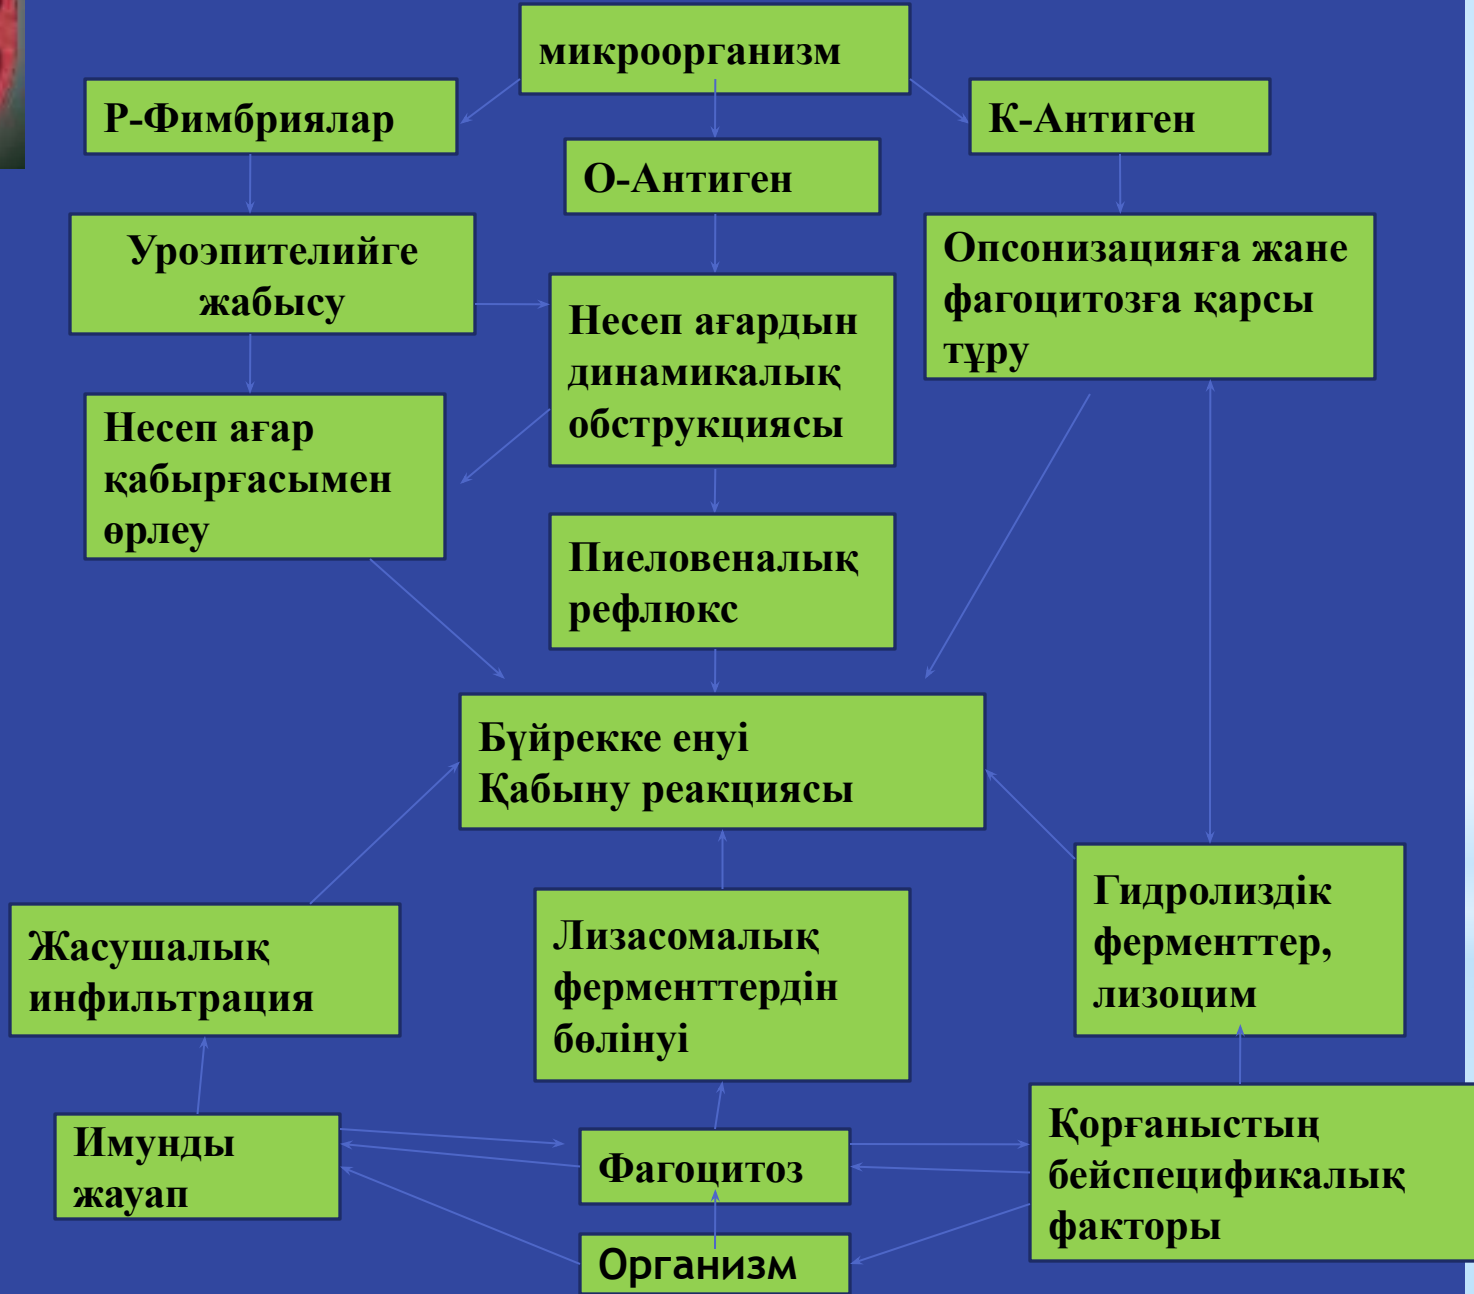 микроорганизм
Р-Фимбриялар
К-Антиген
О-Антиген
Уроэпителийге
жабысу
Опсонизацияға жане
фагоцитозға қарсы
тұру
Несеп ағардын
динамикалық
обструкциясы
Несеп ағар
қабырғасымен
өрлеу
Пиеловеналық
рефлюкс
Бүйрекке енуі
Қабыну реакциясы
Жасушалық
инфильтрация
Лизасомалық
ферменттердін
бөлінуі
Гидролиздік
ферменттер,
лизоцим
Имунды
жауап
Фагоцитоз
Қорғаныстың
бейспецификалық
факторы
Организм